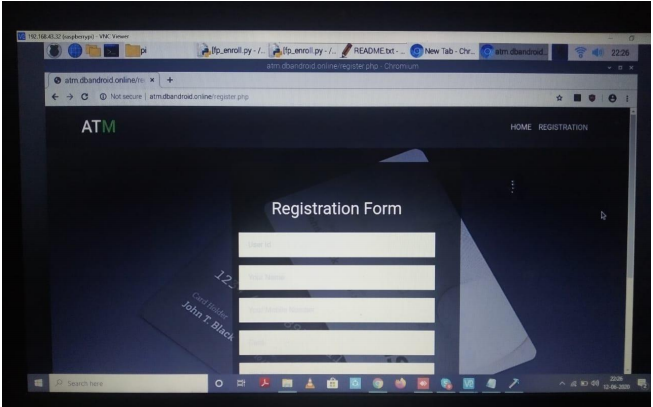 192.168.43.32 (raspberrypi) - VNC Viewer
pi
lfp_enroll.py - /...
lfp_enroll.py - /...
README.txt - ...
New Tab - Chr...
atm.dbandroid...
22:26
atm.dbandroid.online/register.php - Chromium
atm.dbandroid.online/re
Not secure | atm.dbandroid.online/register.php
ATM
HOME REGISTRATION
Registration Form
User Id
Your Name
Your Mobile Number
Card Holder
John T. Black
Search here
22:26
12-06-2020